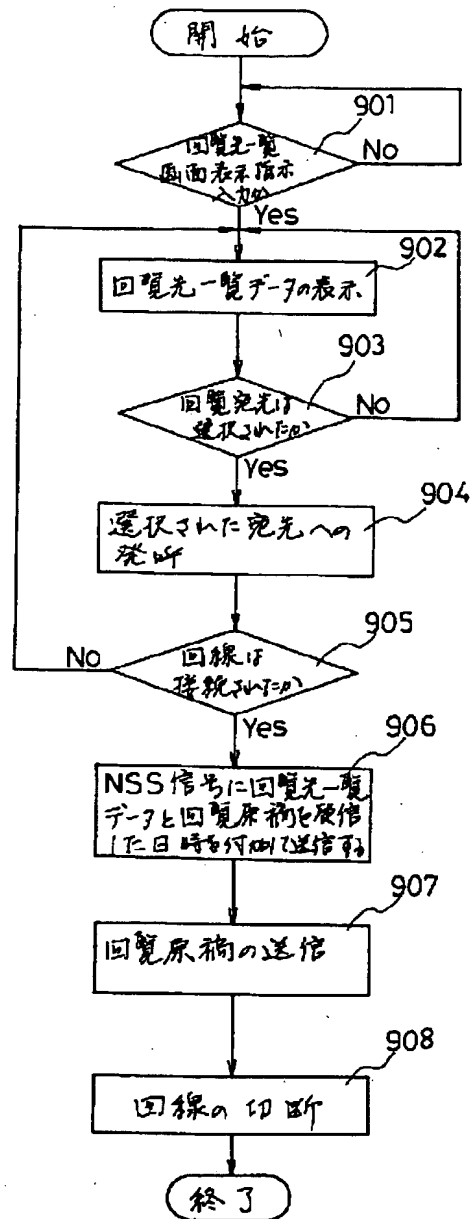 開始
901
回覧先一覧
画面表示指示
入力か
No
Yes
902
回覧先一覧データの表示
903
回覧宛先は
選択されたか
No
Yes
904
選択された宛先への
発呼
905
回線は
接続されたか
No
Yes
906
NSS信号に回覧先一覧
データと回覧原稿を受信
した日時を付加して送信する
907
回覧原稿の送信
908
回線の切断
終了